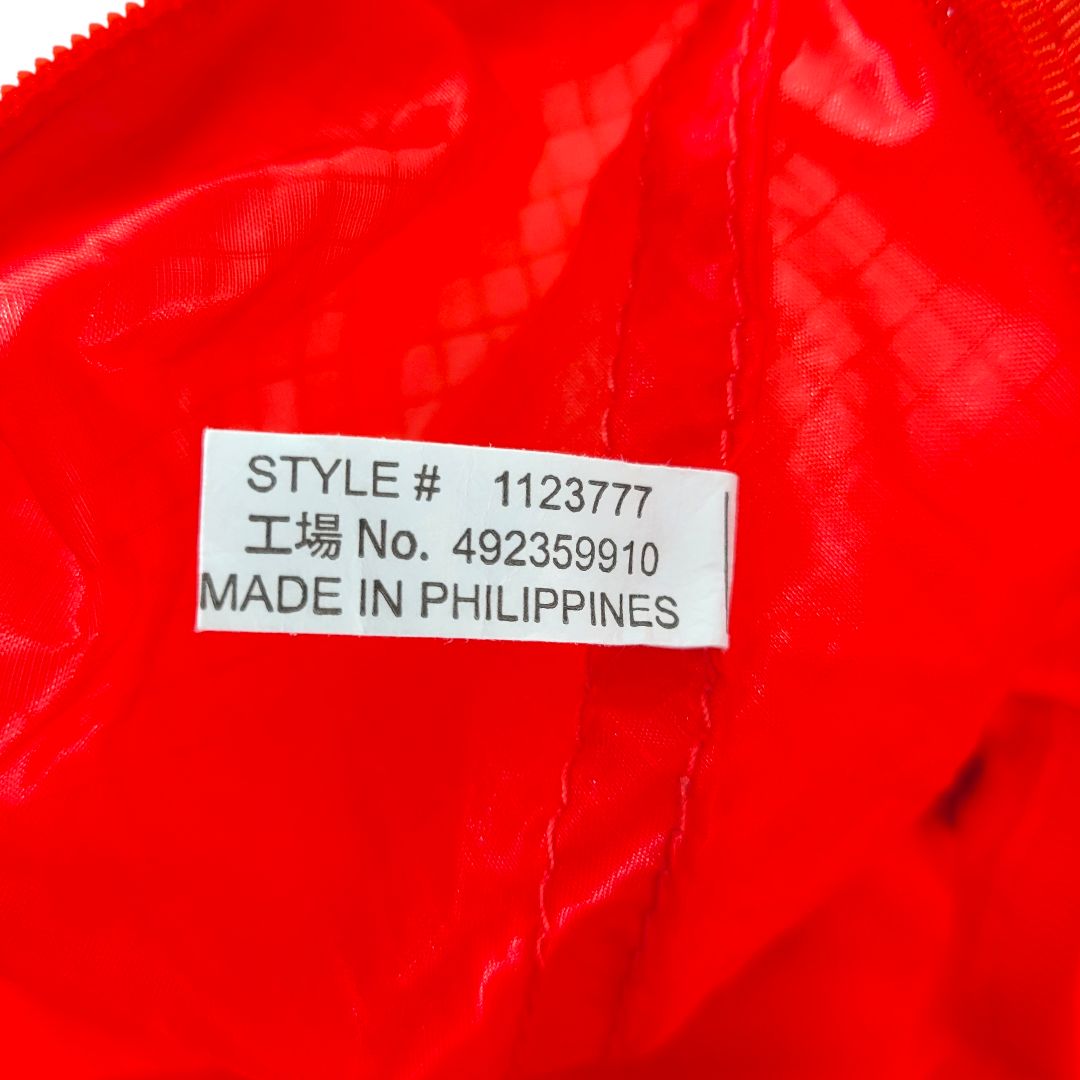 STYLE # 1123777
工場 No. 492359910
MADE IN PHILIPPINES